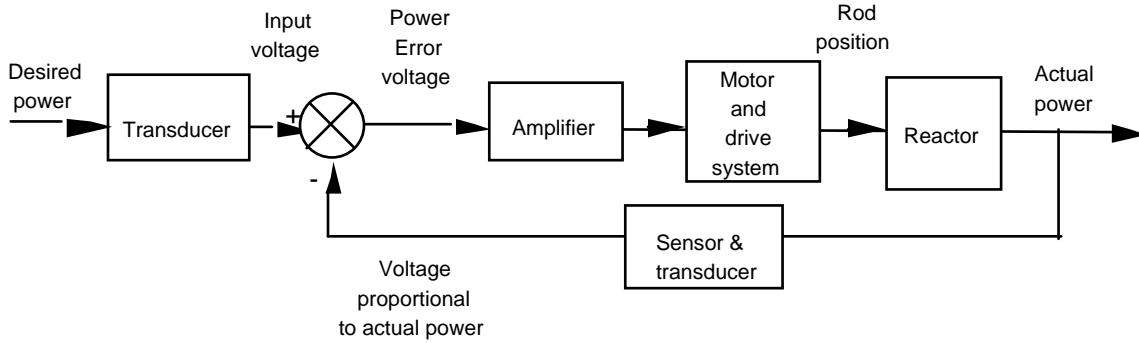 Desired
power
Transducer
Input
voltage
+
-
Power
Error
voltage
Amplifier
Motor
and
drive
system
Rod
position
Reactor
Actual
power
Sensor &
transducer
Voltage
proportional
to actual power